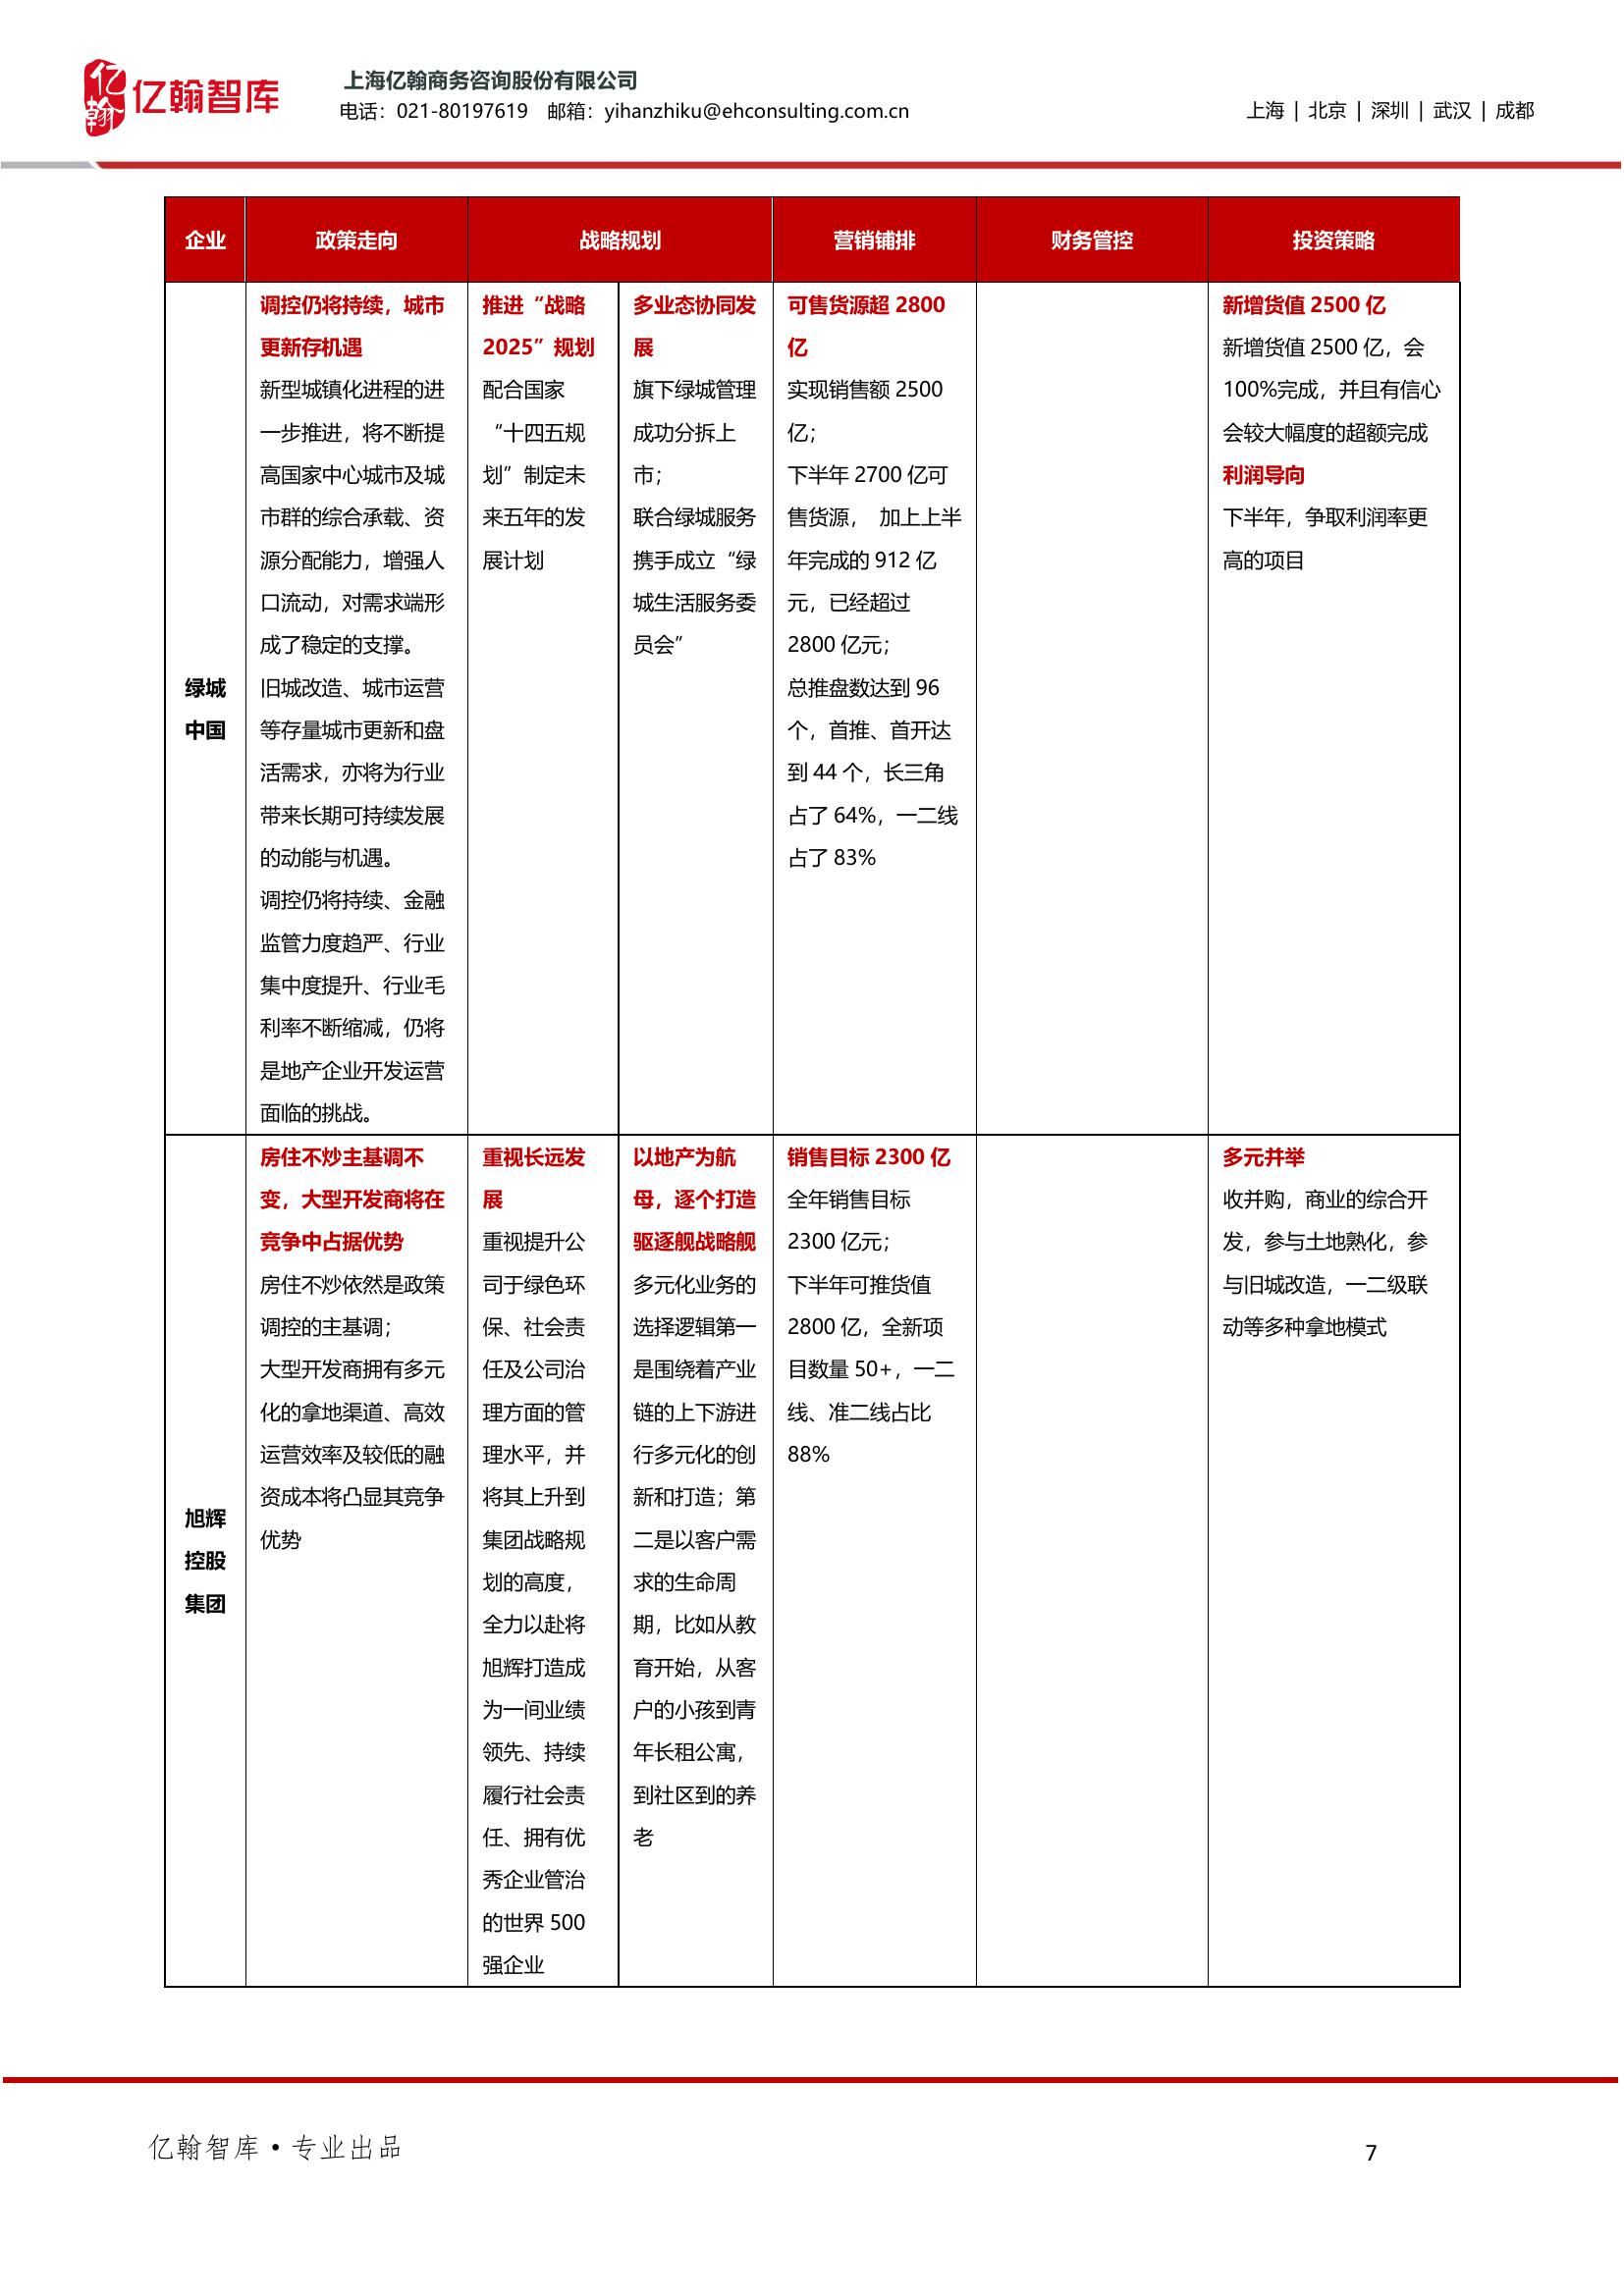 亿翰
亿翰智库
上海亿翰商务咨询股份有限公司
电话：021-80197619 邮箱：yihanzhiku@ehconsulting.com.cn
上海 | 北京 | 深圳 | 武汉 | 成都
企业
政策走向
战略规划
营销铺排
财务管控
投资策略
绿城
中国
调控仍将持续，城市
更新存机遇
新型城镇化进程的进
一步推进，将不断提
高国家中心城市及城
市群的综合承载、资
源分配能力，增强人
口流动，对需求端形
成了稳定的支撑。
旧城改造、城市运营
等存量城市更新和盘
活需求，亦将为行业
带来长期可持续发展
的动能与机遇。
调控仍将持续、金融
监管力度趋严、行业
集中度提升、行业毛
利率不断缩减，仍将
是地产企业开发运营
面临的挑战。
推进“战略
2025”规划
配合国家
“十四五规
划”制定未
来五年的发
展计划
多业态协同发
展
旗下绿城管理
成功分拆上
市；
联合绿城服务
携手成立“绿
城生活服务委
员会”
可售货源超 2800
亿
实现销售额 2500
亿；
下半年 2700 亿可
售货源， 加上上半
年完成的 912 亿
元，已经超过
2800 亿元；
总推盘数达到 96
个，首推、首开达
到 44 个，长三角
占了 64%，一二线
占了 83%
新增货值 2500 亿
新增货值 2500 亿，会
100%完成，并且有信心
会较大幅度的超额完成
利润导向
下半年，争取利润率更
高的项目
旭辉
控股
集团
房住不炒主基调不
变，大型开发商将在
竞争中占据优势
房住不炒依然是政策
调控的主基调；
大型开发商拥有多元
化的拿地渠道、高效
运营效率及较低的融
资成本将凸显其竞争
优势
重视长远发
展
重视提升公
司于绿色环
保、社会责
任及公司治
理方面的管
理水平，并
将其上升到
集团战略规
划的高度，
全力以赴将
旭辉打造成
为一间业绩
领先、持续
履行社会责
任、拥有优
秀企业管治
的世界 500
强企业
以地产为航
母，逐个打造
驱逐舰战略舰
多元化业务的
选择逻辑第一
是围绕着产业
链的上下游进
行多元化的创
新和打造；第
二是以客户需
求的生命周
期，比如从教
育开始，从客
户的小孩到青
年长租公寓，
到社区到的养
老
销售目标 2300 亿
全年销售目标
2300 亿元；
下半年可推货值
2800 亿，全新项
目数量 50+，一二
线、准二线占比
88%
多元并举
收并购，商业的综合开
发，参与土地熟化，参
与旧城改造，一二级联
动等多种拿地模式
亿翰智库·专业出品
7